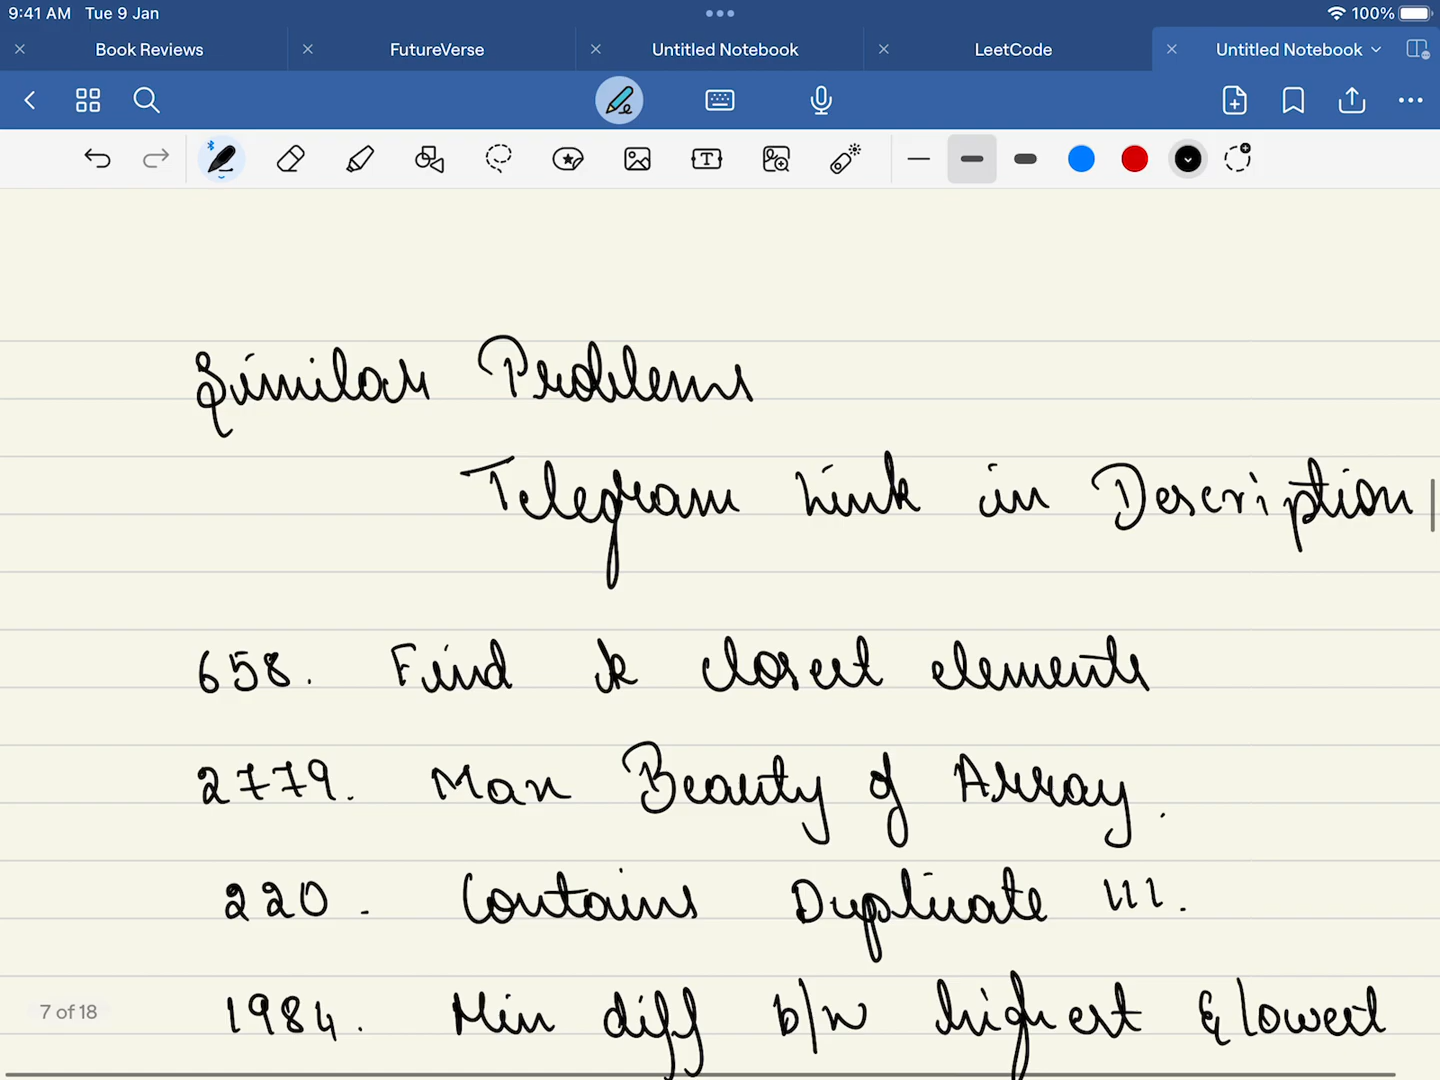 9:41 AM Tue 9 Jan 100%
Book Reviews FutureVerse Untitled Notebook LeetCode Untitled Notebook
Similar Problems
Telegram Link in Description
658. Find k closest elements
2779. Max Beauty of Array.
220. Contains Duplicate III.
1984. Min diff b/w highest & lowest
7 of 18